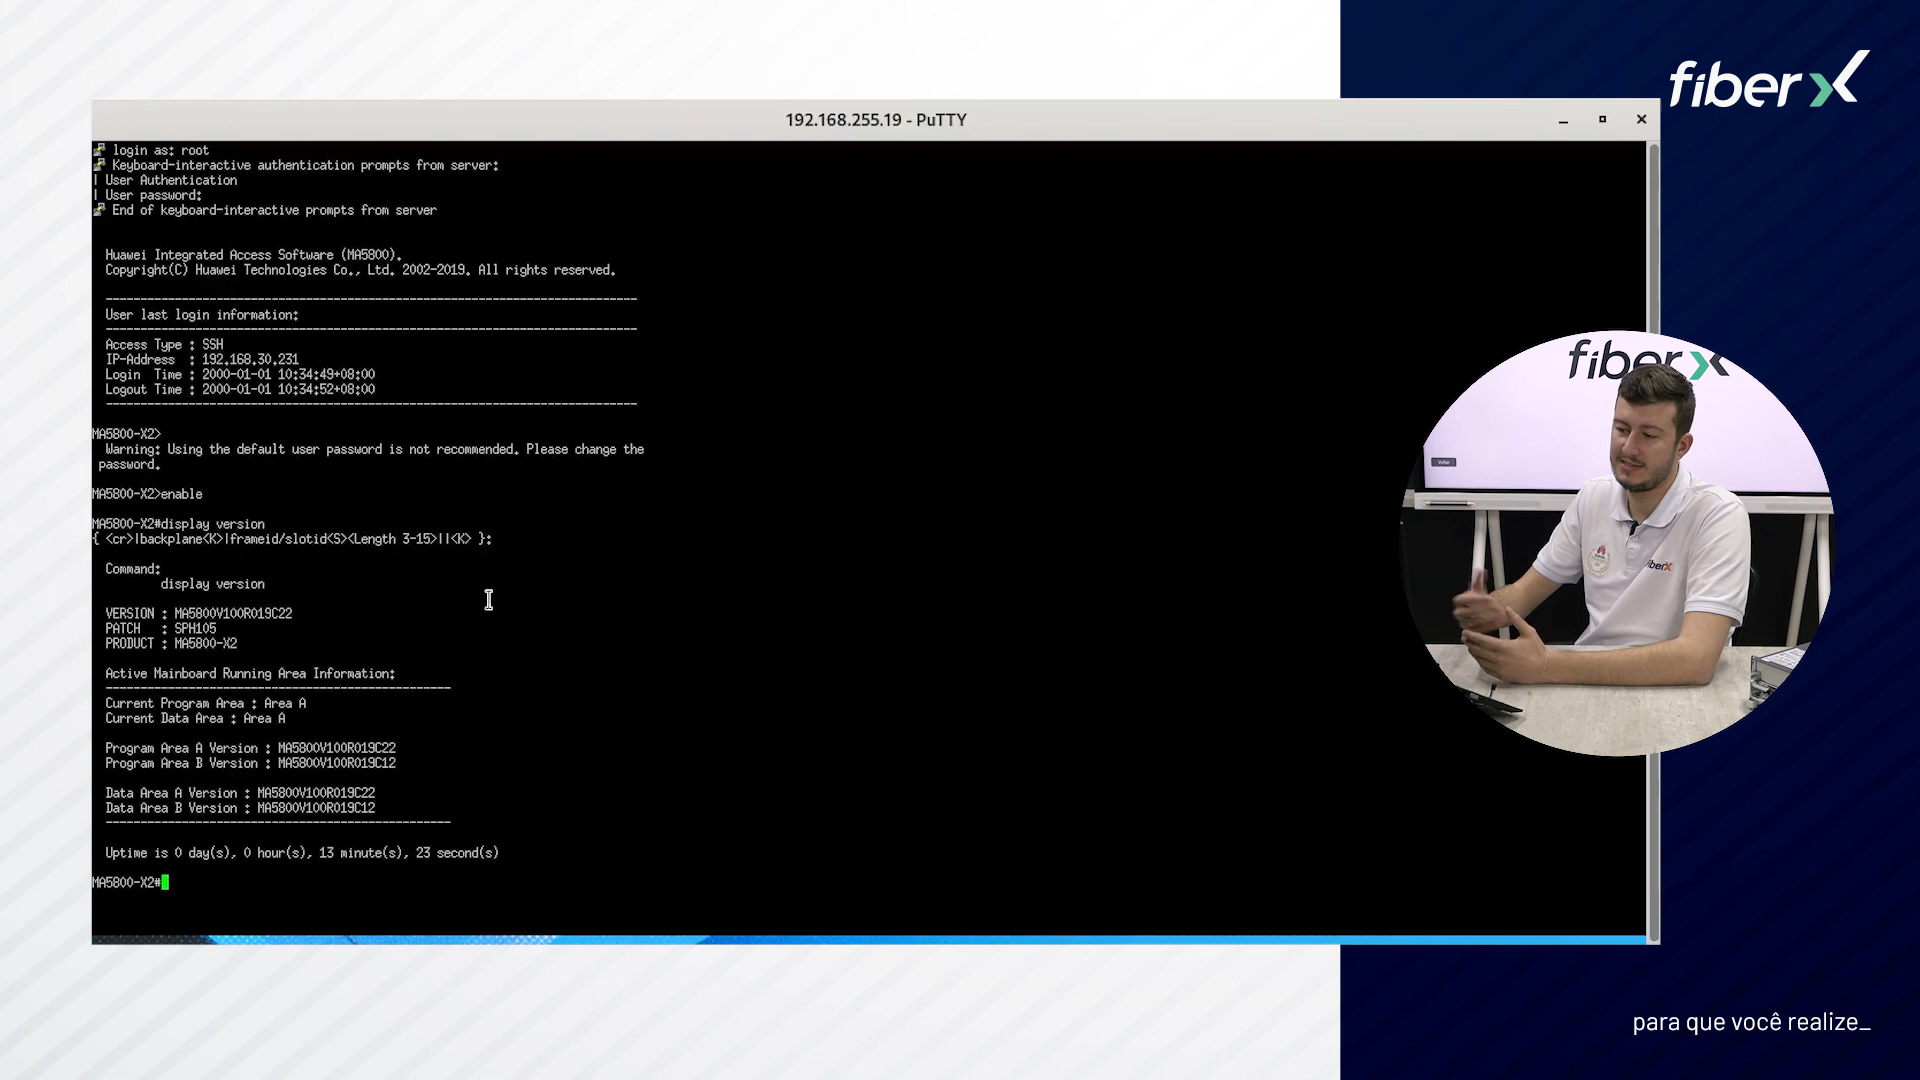 fiberx
192.168.255.19 - PuTTY
login as: root
Keyboard-interactive authentication prompts from server:
| User Authentication
| User password:
End of keyboard-interactive prompts from server
Huawei Integrated Access Software (MA5800).
Copyright(C) Huawei Technologies Co., Ltd. 2002-2019. All rights reserved.
-----------------------------------------------------------------------------
User last login information:
-----------------------------------------------------------------------------
Access Type : SSH
IP-Address  : 192.168.30.231
Login  Time : 2000-01-01 10:34:49+08:00
Logout Time : 2000-01-01 10:34:52+08:00
-----------------------------------------------------------------------------
MA5800-X2>
Warning: Using the default user password is not recommended. Please change the
password.
MA5800-X2>enable
MA5800-X2#display version
{ <cr>|backplane<K>|frameid/slotid<S><Length 3-15>||<K> }:
Command:
display version
VERSION : MA5800V100R019C22
PATCH   : SPH105
PRODUCT : MA5800-X2
Active Mainboard Running Area Information:
--------------------------------------------------
Current Program Area : Area A
Current Data Area : Area A
Program Area A Version : MA5800V100R019C22
Program Area B Version : MA5800V100R019C12
Data Area A Version : MA5800V100R019C22
Data Area B Version : MA5800V100R019C12
--------------------------------------------------
Uptime is 0 day(s), 0 hour(s), 13 minute(s), 23 second(s)
MA5800-X2#
fiberx
Voltar
fiberx
para que você realize_